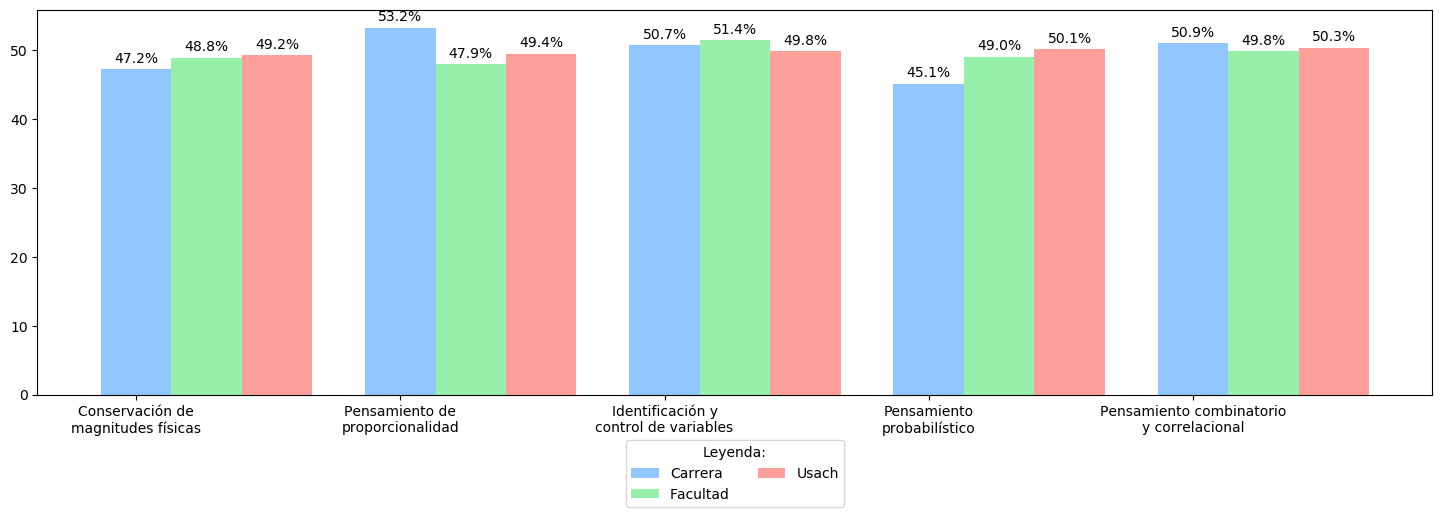 53.2%
47.2%
48.8%
49.2%
47.9%
49.4%
50.7%
51.4%
49.8%
45.1%
49.0%
50.1%
50.9%
49.8%
50.3%
50
40
30
20
10
0
Conservación de
magnitudes físicas
Pensamiento de
proporcionalidad
Identificación y
control de variables
Pensamiento
probabilístico
Pensamiento combinatorio
y correlacional
Leyenda:
Carrera
Facultad
Usach